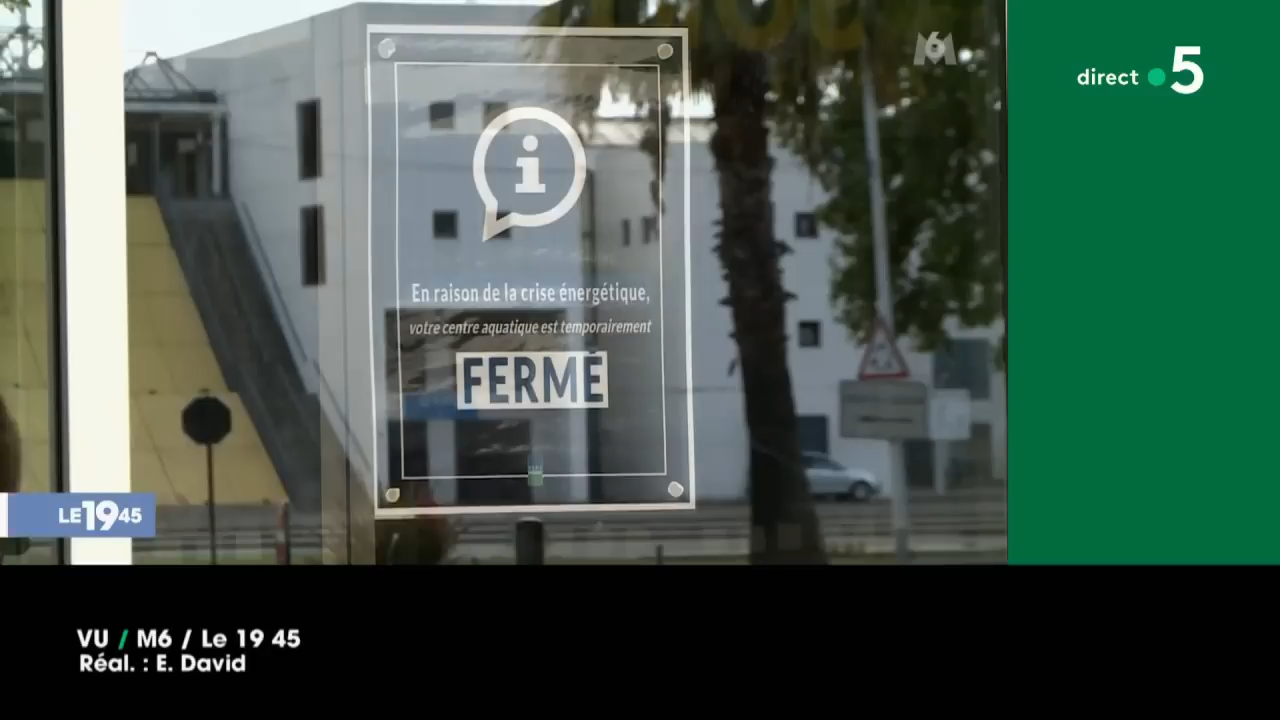 M6
direct 5
i
En raison de la crise énergétique,
votre centre aquatique est temporairement
FERMÉ
LE 19 45
VU / M6 / Le 19 45
Réal. : E. David